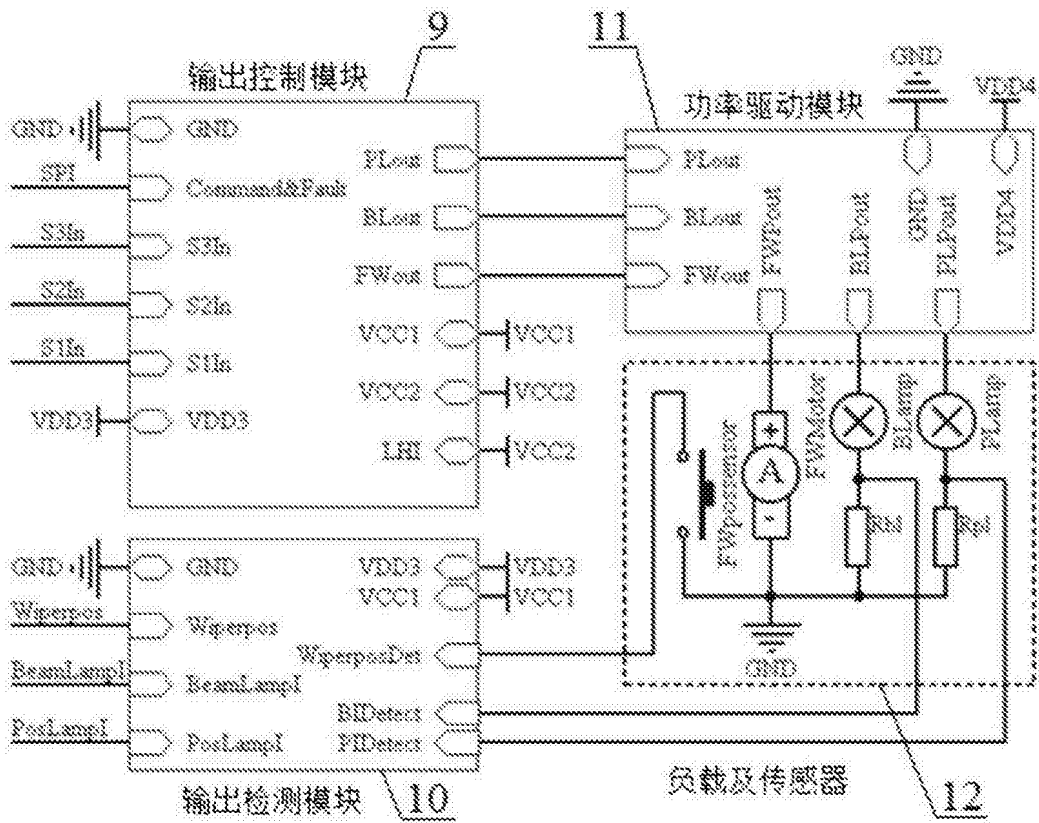 9
11
输出控制模块
功率驱动模块
GND
VDD4
GND
GND
SPI
Command&Fault
S3In
S3In
S2In
S2In
S1In
S1In
VDD3
VDD3
PLout
BLout
FWout
VCC1
VCC1
VCC2
VCC2
LHI
VCC2
PLout
BLout
FWout
FWPout
BLPout
PLPout
GND
VDD4
FWpossensor
A
+
-
FWMotor
BLamp
PLamp
Rbl
Rpl
GND
GND
GND
Wiperpos
Wiperpos
BeamLampI
BeamLampI
PosLampI
PosLampI
VDD3
VDD3
VCC1
VCC1
WiperposDet
BIDetect
PIDetect
输出检测模块
10
负载及传感器
12